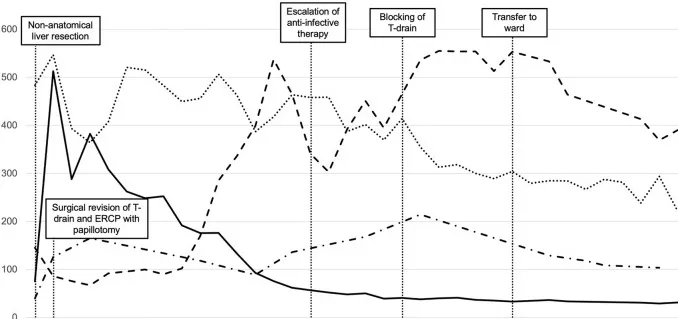 Non-anatomical
liver resection
Escalation of
anti-infective
therapy
Blocking of
T-drain
Transfer to
ward
600
500
400
300
200
Surgical revision of T-
drain and ERCP with
papillotomy
100
0